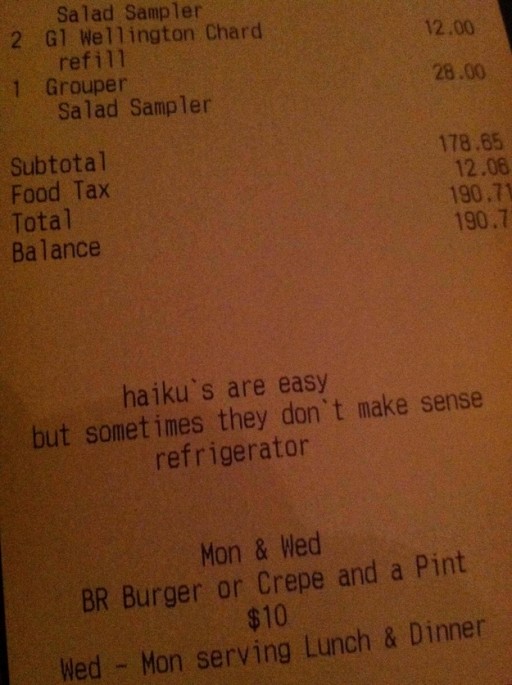 Salad Sampler
2 Gl Wellington Chard 12.00
refill
1 Grouper 28.00
Salad Sampler
Subtotal 178.65
Food Tax 12.06
Total 190.71
Balance 190.7
haiku`s are easy
but sometimes they don`t make sense
refrigerator
Mon & Wed
BR Burger or Crepe and a Pint
$10
Wed - Mon serving Lunch & Dinner